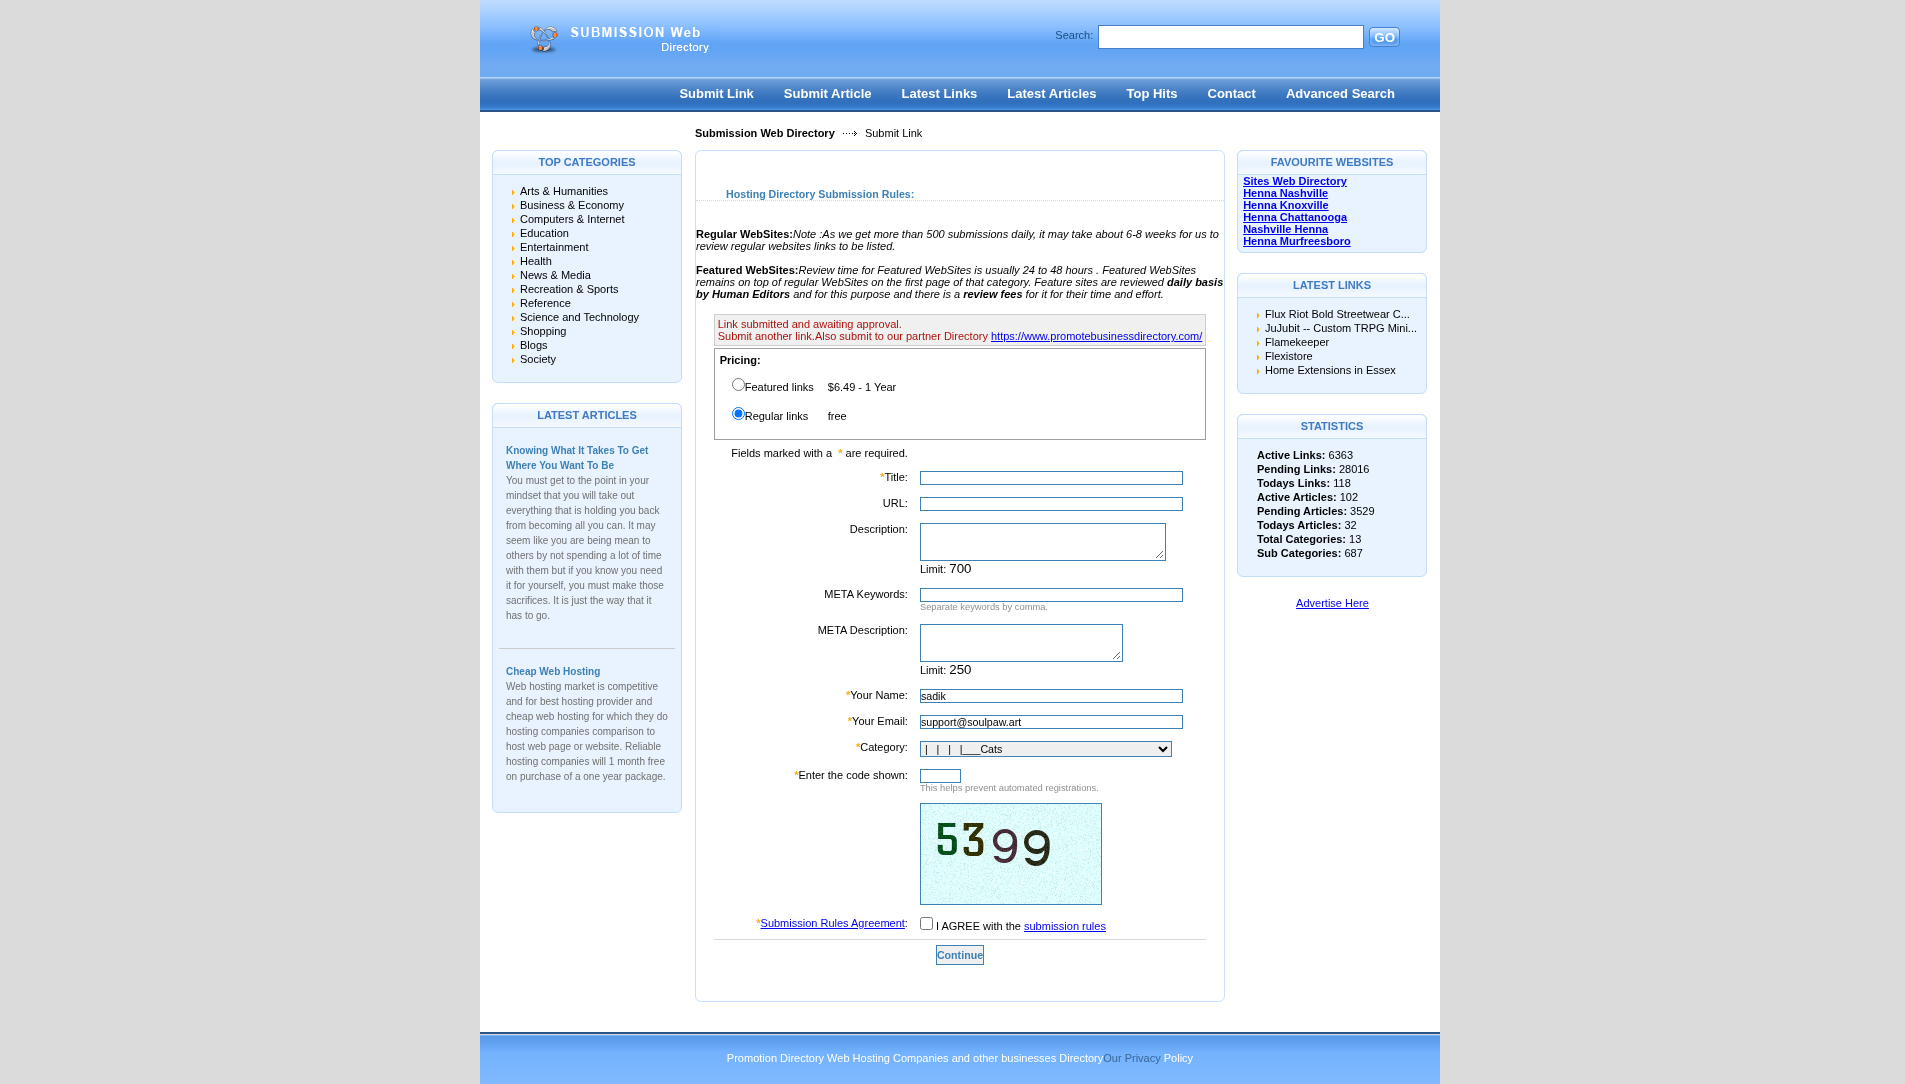 SUBMISSION Web
Directory
Search:
GO
Submit Link Submit Article Latest Links Latest Articles Top Hits Contact Advanced Search
Submission Web Directory Submit Link
TOP CATEGORIES
Arts & Humanities
Business & Economy
Computers & Internet
Education
Entertainment
Health
News & Media
Recreation & Sports
Reference
Science and Technology
Shopping
Blogs
Society
LATEST ARTICLES
Knowing What It Takes To Get
Where You Want To Be
You must get to the point in your
mindset that you will take out
everything that is holding you back
from becoming all you can. It may
seem like you are being mean to
others by not spending a lot of time
with them but if you know you need
it for yourself, you must make those
sacrifices. It is just the way that it
has to go.
Cheap Web Hosting
Web hosting market is competitive
and for best hosting provider and
cheap web hosting for which they do
hosting companies comparison to
host web page or website. Reliable
hosting companies will 1 month free
on purchase of a one year package.
Hosting Directory Submission Rules:
Regular WebSites:Note :As we get more than 500 submissions daily, it may take about 6-8 weeks for us to
review regular websites links to be listed.
Featured WebSites:Review time for Featured WebSites is usually 24 to 48 hours . Featured WebSites
remains on top of regular WebSites on the first page of that category. Feature sites are reviewed daily basis
by Human Editors and for this purpose and there is a review fees for it for their time and effort.
Link submitted and awaiting approval.
Submit another link.Also submit to our partner Directory https://www.promotebusinessdirectory.com/
Pricing:
Featured links $6.49 - 1 Year
Regular links free
Fields marked with a * are required.
*Title:
URL:
Description:
Limit: 700
META Keywords:
Separate keywords by comma.
META Description:
Limit: 250
*Your Name: sadik
*Your Email: support@soulpaw.art
*Category: | | | |___Cats
*Enter the code shown:
This helps prevent automated registrations.
5399
*Submission Rules Agreement: I AGREE with the submission rules
Continue
FAVOURITE WEBSITES
Sites Web Directory
Henna Nashville
Henna Knoxville
Henna Chattanooga
Nashville Henna
Henna Murfreesboro
LATEST LINKS
Flux Riot Bold Streetwear C...
JuJubit -- Custom TRPG Mini...
Flamekeeper
Flexistore
Home Extensions in Essex
STATISTICS
Active Links: 6363
Pending Links: 28016
Todays Links: 118
Active Articles: 102
Pending Articles: 3529
Todays Articles: 32
Total Categories: 13
Sub Categories: 687
Advertise Here
Promotion Directory Web Hosting Companies and other businesses DirectoryOur Privacy Policy